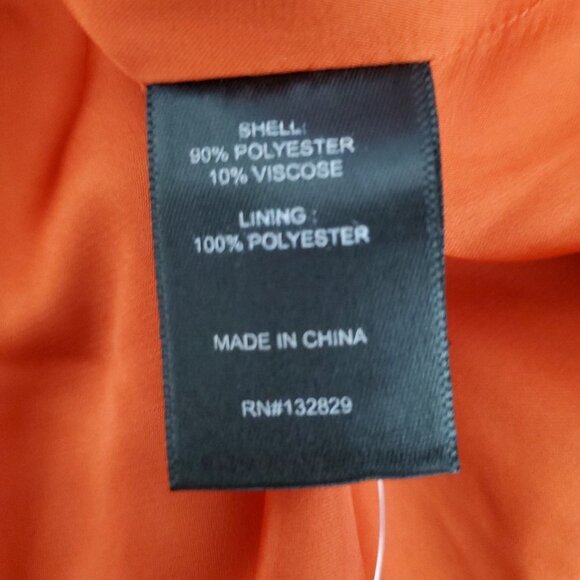 SHELL:
90% POLYESTER
10% VISCOSE
LINING :
100% POLYESTER
MADE IN CHINA
RN#132829